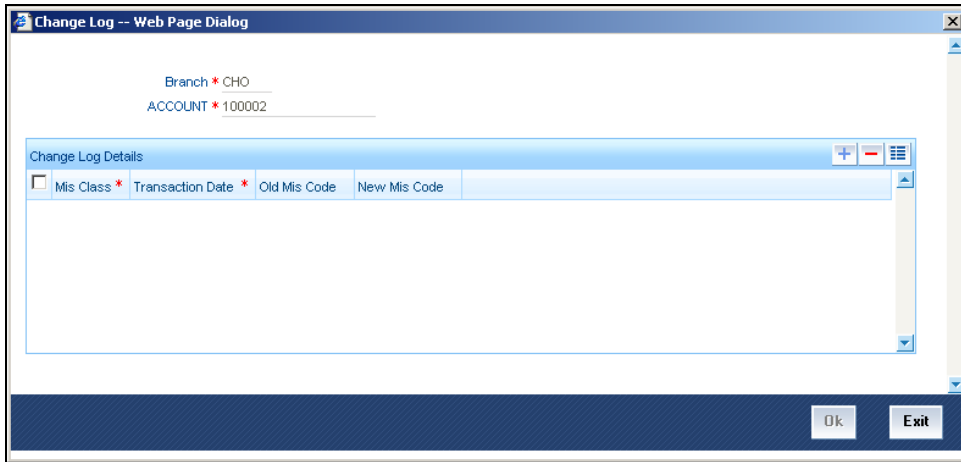 Change Log -- Web Page Dialog
Branch * CHO
ACCOUNT * 100002
Change Log Details
Mis Class * Transaction Date * Old Mis Code New Mis Code
Ok Exit